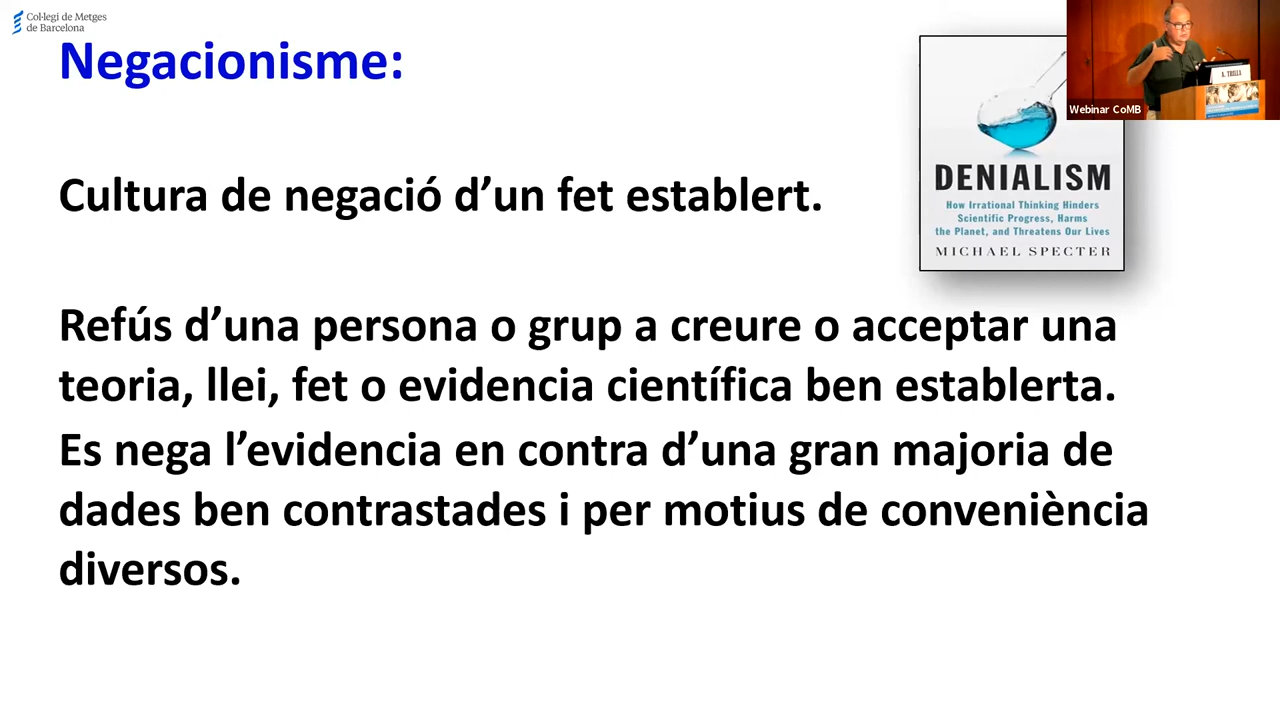 Col·legi de Metges
de Barcelona
Negacionisme:
Cultura de negació d’un fet establert.
Refús d’una persona o grup a creure o acceptar una
teoria, llei, fet o evidencia científica ben establerta.
Es nega l’evidencia en contra d’una gran majoria de
dades ben contrastades i per motius de conveniència
diversos.
DENIALISM
How Irrational Thinking Hinders
Scientific Progress, Harms
the Planet, and Threatens Our Lives
MICHAEL SPECTER
A. TRILLA
Webinar CoMB